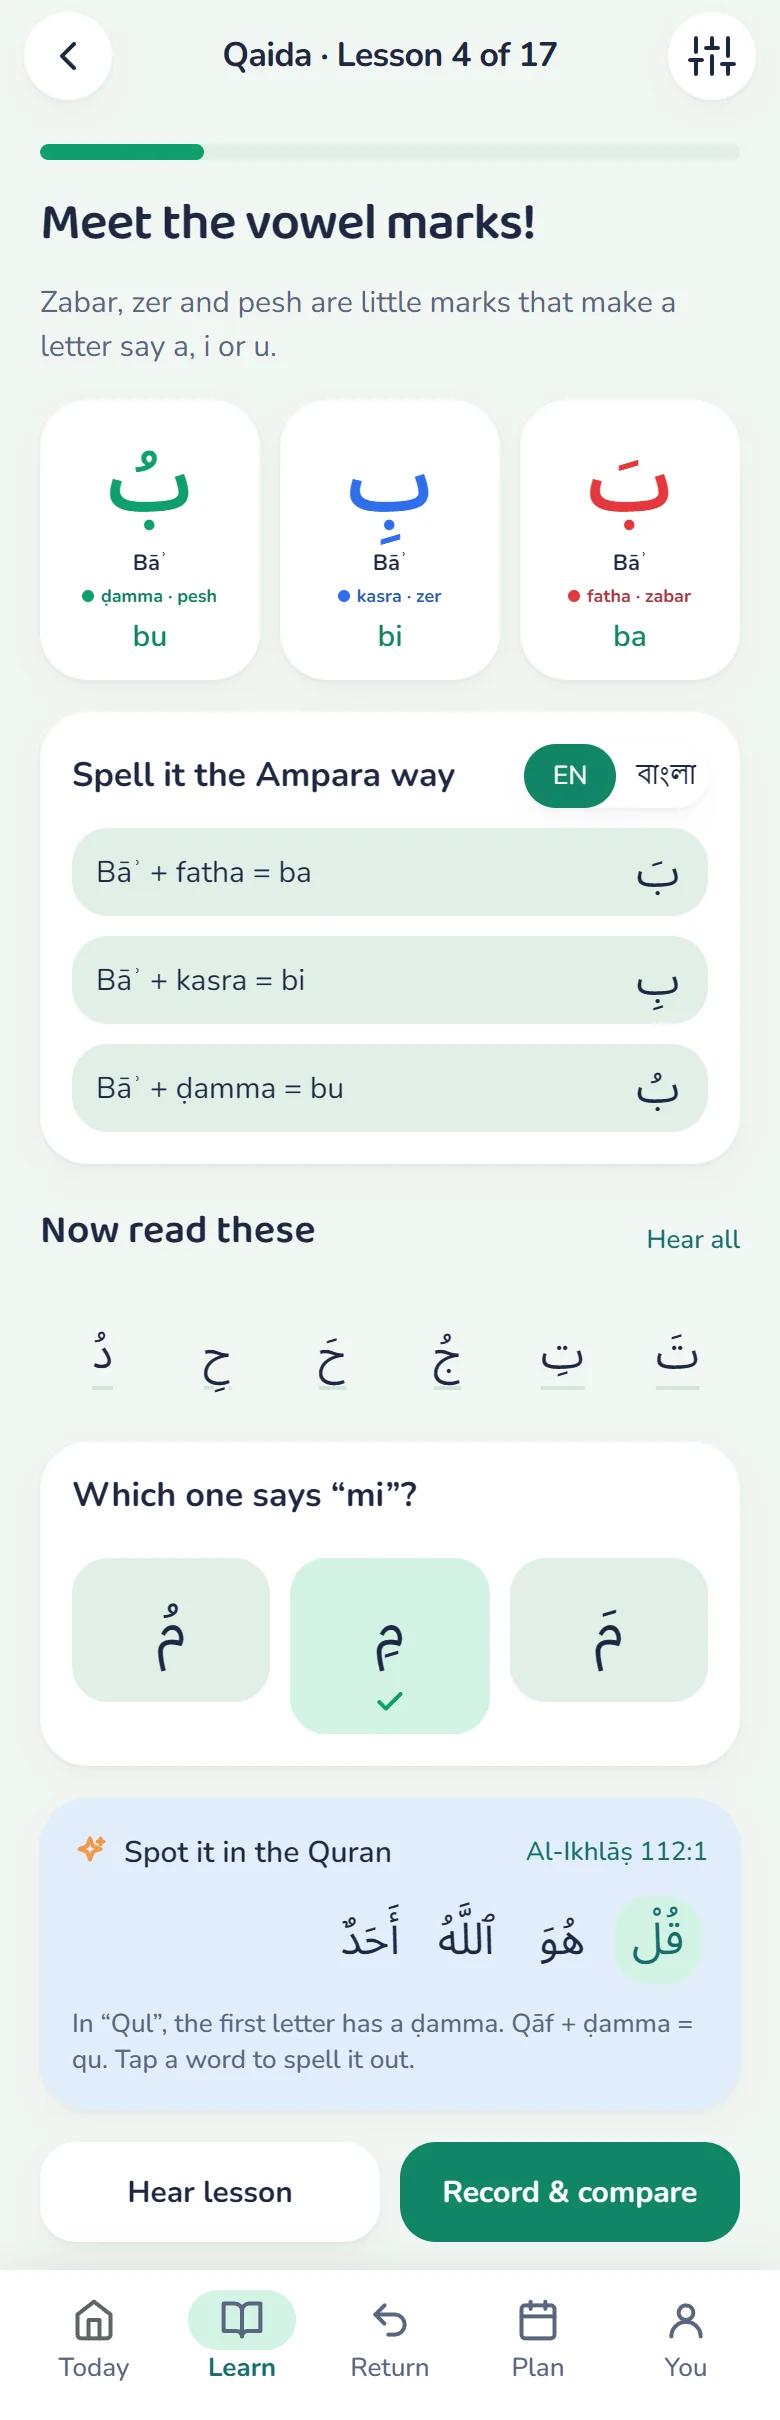 Qaida · Lesson 4 of 17
Meet the vowel marks!
Zabar, zer and pesh are little marks that make a
letter say a, i or u.
بَ
Bāʾ
fatha · zabar
ba
بِ
Bāʾ
kasra · zer
bi
بُ
Bāʾ
ḍamma · pesh
bu
Spell it the Ampara way
EN বাংলা
Bāʾ + fatha = ba بَ
Bāʾ + kasra = bi بِ
Bāʾ + ḍamma = bu بُ
Now read these Hear all
تَ تِ جُ حَ حِ دُ
Which one says “mi”?
مَ مِ مُ
Spot it in the Quran Al-Ikhlāṣ 112:1
قُلْ هُوَ ٱللَّهُ أَحَدٌ
In “Qul”, the first letter has a ḍamma. Qāf + ḍamma =
qu. Tap a word to spell it out.
Hear lesson Record & compare
Today Learn Return Plan You